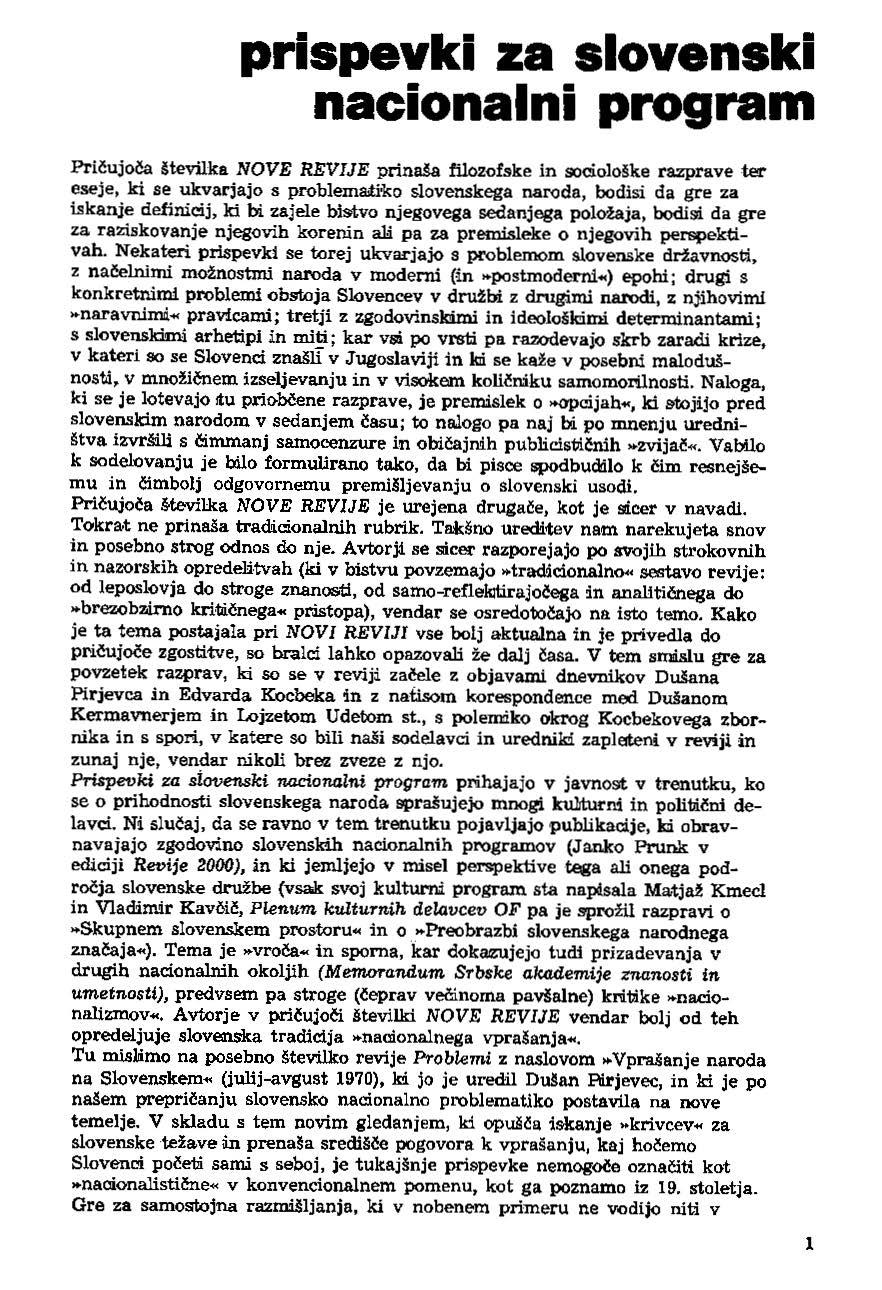 prispevki za slovenski
nacionalni program
Pričujoča številka NOVE REVIJE prinaša filozofske in sociološke razprave ter
eseje, ki se ukvarjajo s problematiko slovenskega naroda, bodisi da gre za
iskanje definicij, ki bi zajele bistvo njegovega sedanjega položaja, bodisi da gre
za raziskovanje njegovih korenin ali pa za premisleke o njegovih perspekti-
vah. Nekateri prispevki se torej ukvarjajo s problemom slovenske državnosti,
z načelnimi možnostmi naroda v moderni (in »postmoderni«) epohi; drugi s
konkretnimi problemi obstoja Slovencev v družbi z drugimi narodi, z njihovimi
»naravnimi« pravicami; tretji z zgodovinskimi in ideološkimi determinantami;
s slovenskimi arhetipi in miti; kar vsi po vrsti pa razodevajo skrb zaradi krize,
v kateri so se Slovenci znašli v Jugoslaviji in ki se kaže v posebni maloduš-
nosti, v množičnem izseljevanju in v visokem količniku samomorilnosti. Naloga,
ki se je lotevajo tu priobčene razprave, je premislek o »opcijah«, ki stojijo pred
slovenskim narodom v sedanjem času; to nalogo pa naj bi po mnenju uredni-
štva izvršili s čimmanj samocenzure in običajnih publicističnih »zvijač«. Vabilo
k sodelovanju je bilo formulirano tako, da bi pisce spodbudilo k čim resnejše-
mu in čimbolj odgovornemu premišljevanju o slovenski usodi.
Pričujoča številka NOVE REVIJE je urejena drugače, kot je sicer v navadi.
Tokrat ne prinaša tradicionalnih rubrik. Takšno ureditev nam narekujeta snov
in posebno strog odnos do nje. Avtorji se sicer razporejajo po svojih strokovnih
in nazorskih opredelitvah (ki v bistvu povzemajo »tradicionalno« sestavo revije:
od leposlovja do stroge znanosti, od samo-reflektirajočega in analitičnega do
»brezobzirno kritičnega« pristopa), vendar se osredotočajo na isto temo. Kako
je ta tema postajala pri NOVI REVIJI vse bolj aktualna in je privedla do
pričujoče zgostitve, so bralci lahko opazovali že dalj časa. V tem smislu gre za
povzetek razprav, ki so se v reviji začele z objavami dnevnikov Dušana
Pirjevca in Edvarda Kocbeka in z natisom korespondence med Dušanom
Kermavnerjem in Lojzetom Udetom st., s polemiko okrog Kocbekovega zbor-
nika in s spori, v katere so bili naši sodelavci in uredniki zapleteni v reviji in
zunaj nje, vendar nikoli brez zveze z njo.
Prispevki za slovenski nacionalni program prihajajo v javnost v trenutku, ko
se o prihodnosti slovenskega naroda sprašujejo mnogi kulturni in politični de-
lavci. Ni slučaj, da se ravno v tem trenutku pojavljajo publikacije, ki obrav-
navajajo zgodovino slovenskih nacionalnih programov (Janko Prunk v
ediciji Revije 2000), in ki jemljejo v misel perspektive tega ali onega pod-
ročja slovenske družbe (vsak svoj kulturni program sta napisala Matjaž Kmecl
in Vladimir Kavčič, Plenum kulturnih delavcev OF pa je sprožil razpravi o
»Skupnem slovenskem prostoru« in o »Preobrazbi slovenskega narodnega
značaja«). Tema je »vroča« in sporna, kar dokazujejo tudi prizadevanja v
drugih nacionalnih okoljih (Memorandum Srbske akademije znanosti in
umetnosti), predvsem pa stroge (čeprav večinoma pavšalne) kritike »nacio-
nalizmov«. Avtorje v pričujoči številki NOVE REVIJE vendar bolj od teh
opredeljuje slovenska tradicija »nacionalnega vprašanja«.
Tu mislimo na posebno številko revije Problemi z naslovom »Vprašanje naroda
na Slovenskem« (julij-avgust 1970), ki jo je uredil Dušan Pirjevec, in ki je po
našem prepričanju slovensko nacionalno problematiko postavila na nove
temelje. V skladu s tem novim gledanjem, ki opušča iskanje »krivcev« za
slovenske težave in prenaša središče pogovora k vprašanju, kaj hočemo
Slovenci početi sami s seboj, je tukajšnje prispevke nemogoče označiti kot
»nacionalistične« v konvencionalnem pomenu, kot ga poznamo iz 19. stoletja.
Gre za samostojna razmišljanja, ki v nobenem primeru ne vodijo niti v
1